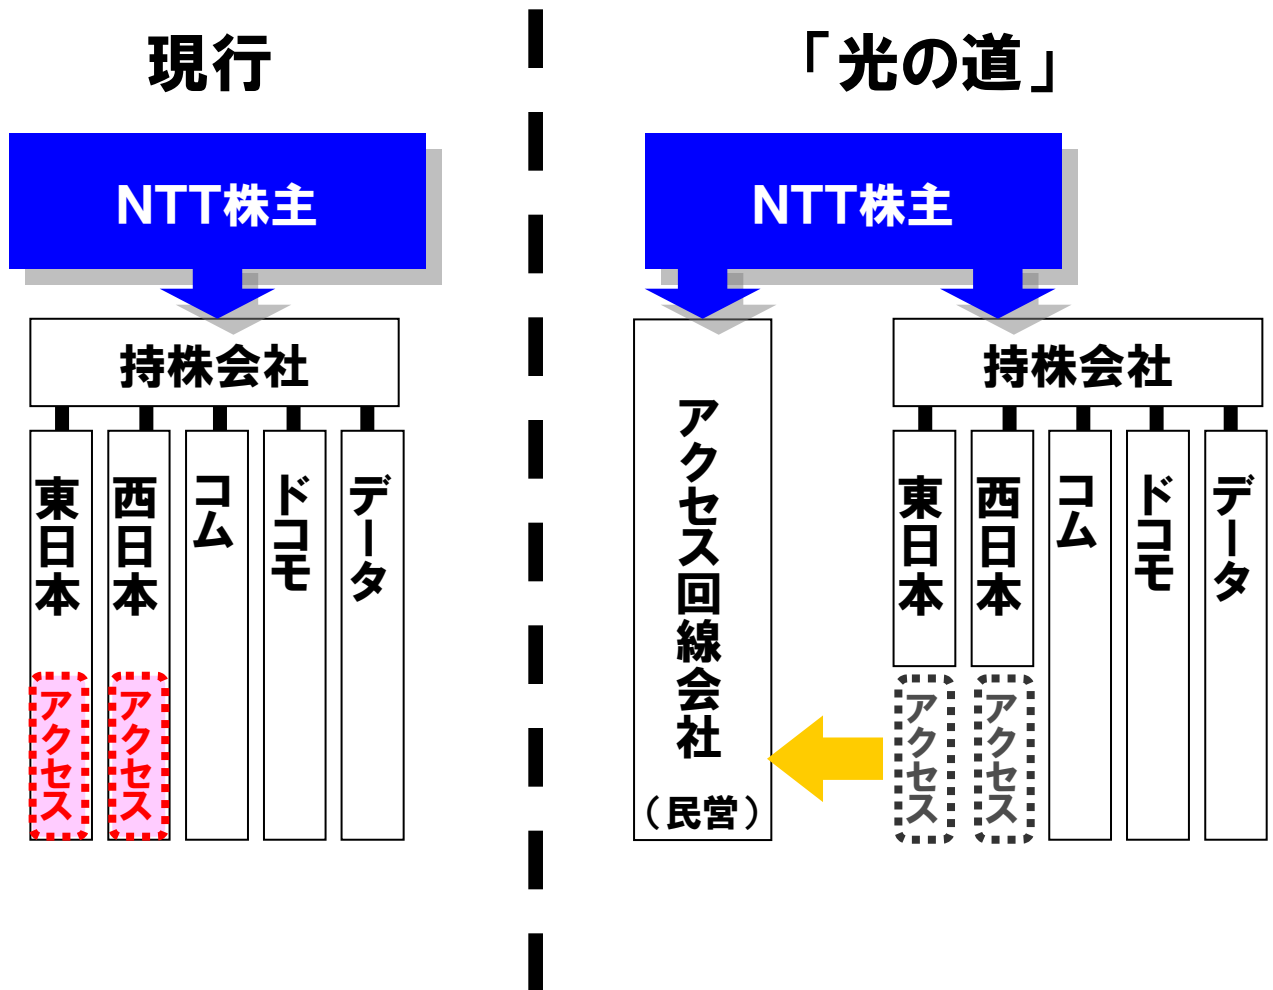 現行
NTT株主
持株会社
東日本
西日本
コム
ドコモ
データ
アクセス
アクセス
「光の道」
NTT株主
アクセス回線会社
(民営)
持株会社
東日本
西日本
コム
ドコモ
データ
アクセス
アクセス